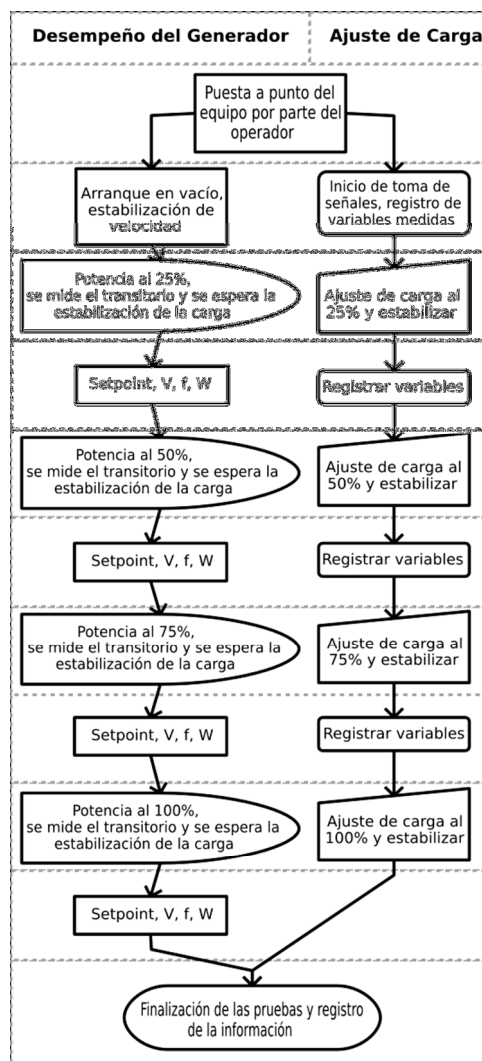 Desempeño del Generador
Ajuste de Carga
Puesta a punto del
equipo por parte del
operador
Arranque en vacío,
estabilización de
velocidad
Inicio de toma de
señales, registro de
variables medidas
Potencia al 25%,
se mide el transitorio y se espera la
estabilización de la carga
Ajuste de carga al
25% y estabilizar
Setpoint, V, f, W
Registrar variables
Potencia al 50%,
se mide el transitorio y se espera la
estabilización de la carga
Ajuste de carga al
50% y estabilizar
Setpoint, V, f, W
Registrar variables
Potencia al 75%,
se mide el transitorio y se espera la
estabilización de la carga
Ajuste de carga al
75% y estabilizar
Setpoint, V, f, W
Registrar variables
Potencia al 100%,
se mide el transitorio y se espera la
estabilización de la carga
Ajuste de carga al
100% y estabilizar
Setpoint, V, f, W
Finalización de las pruebas y registro
de la información